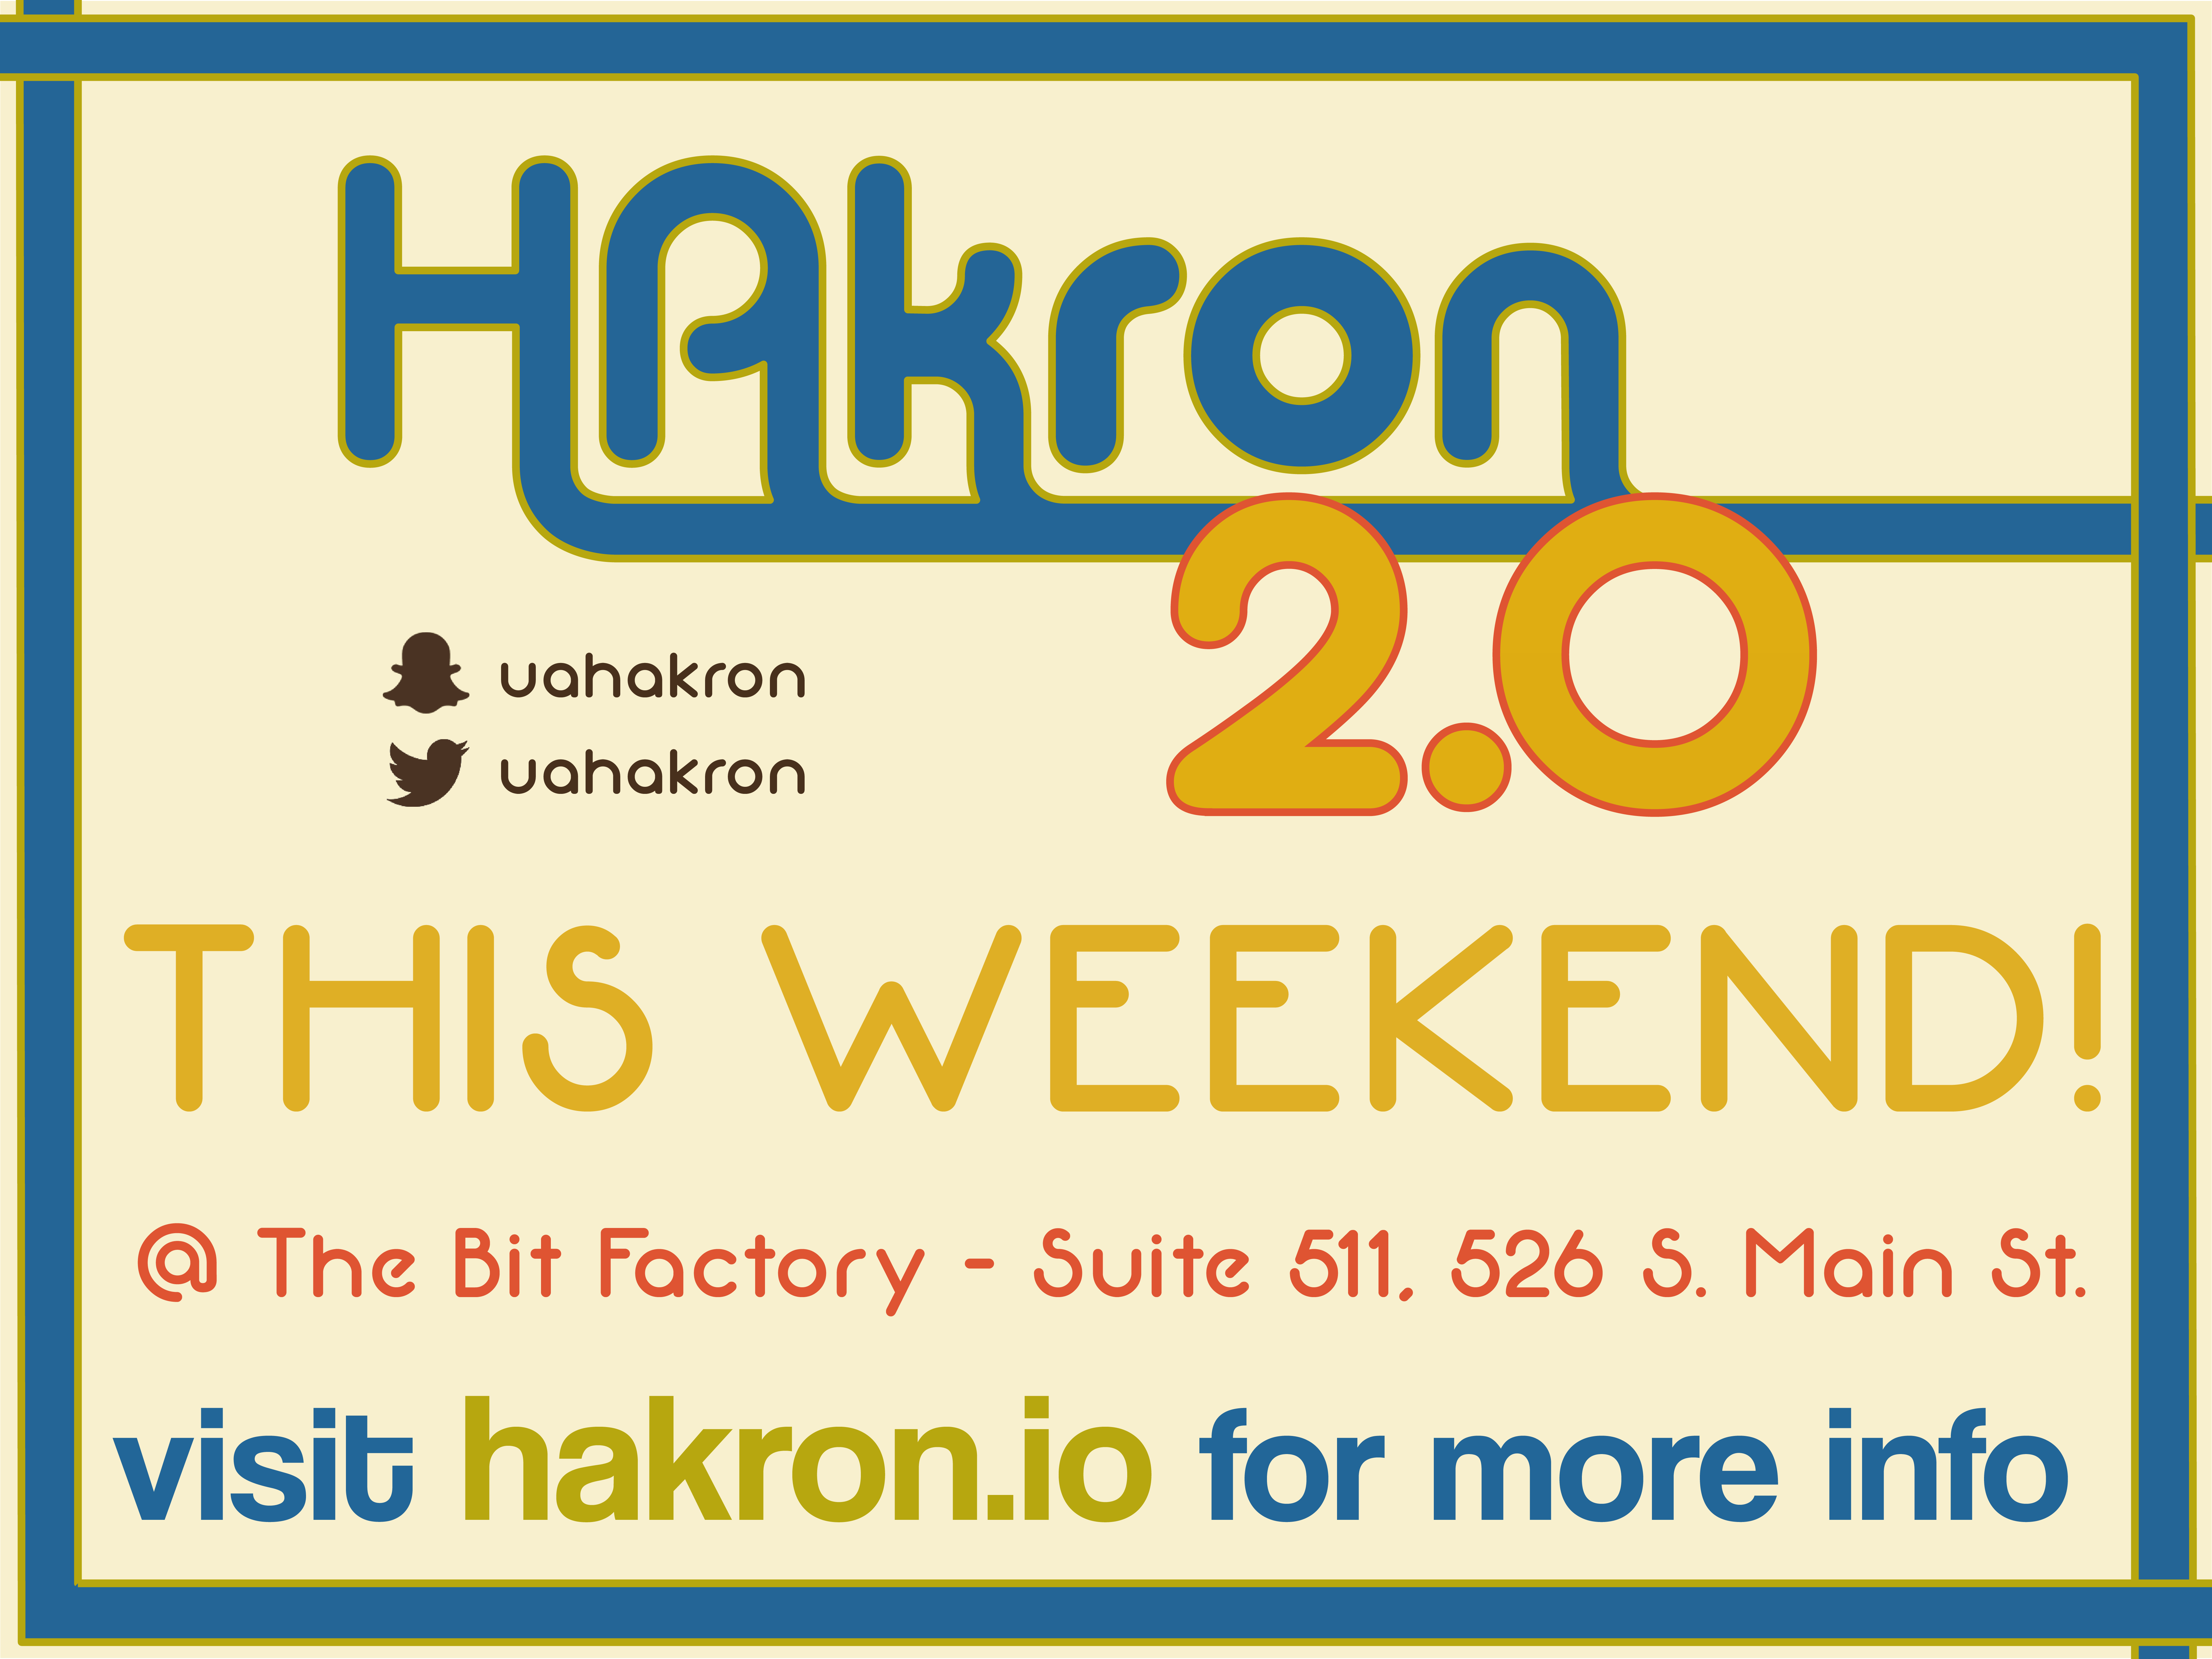 HAkron
2.0
uahakron
uahakron
THIS WEEKEND!
@ The Bit Factory - Suite 511, 526 S. Main St.
visit hakron.io for more info